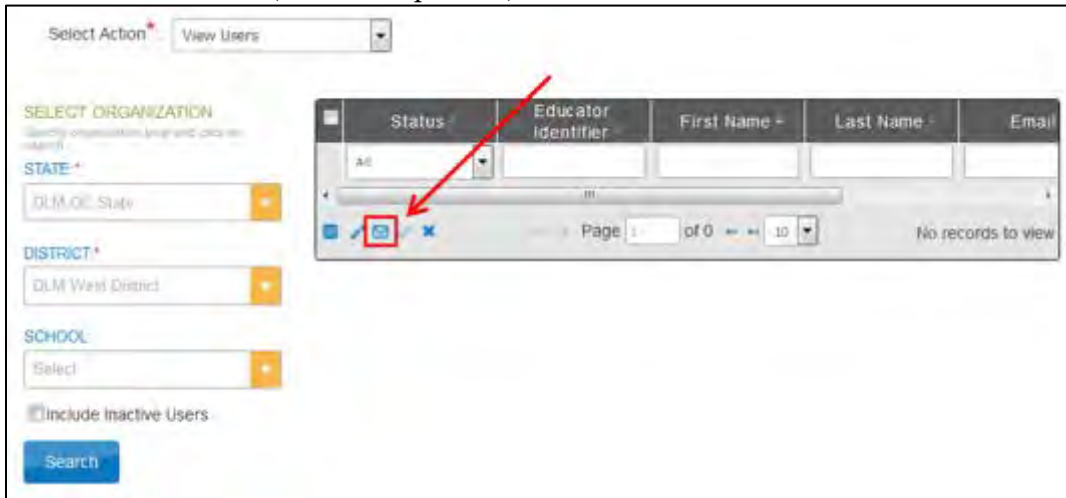 Select Action* View Users
SELECT ORGANIZATION
STATE *
DLM QC State
DISTRICT *
DLM West District
SCHOOL
Select
Include Inactive Users
Search
Status Educator Identifier First Name Last Name Email
All
Page 1 of 0 10 No records to view